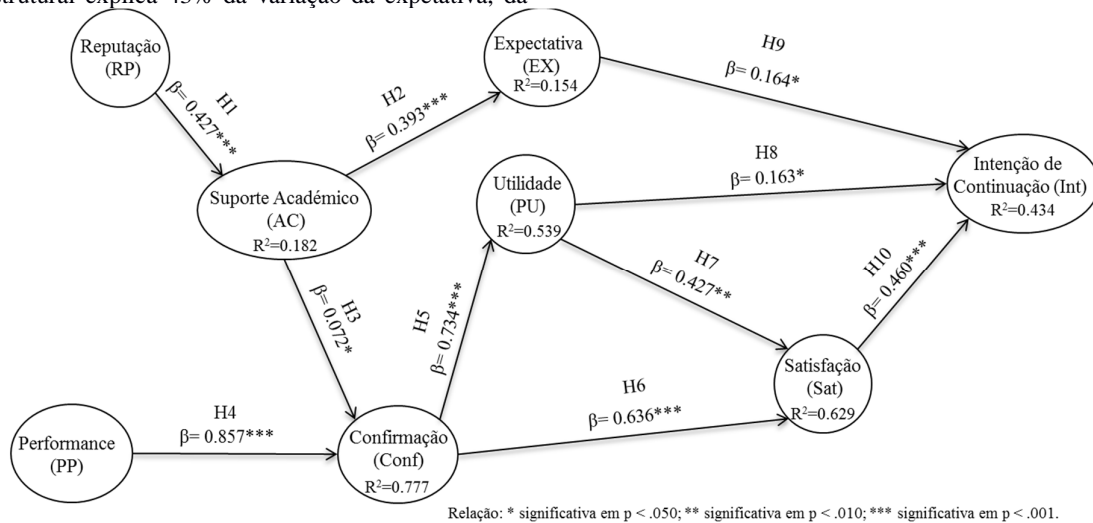 estrutural explica 43% da variação da expetativa, da
Reputação
(RP)
H1
β= 0.427***
Expectativa
(EX)
R²=0.154
H2
β= 0.393***
H9
β= 0.164*
Suporte Académico
(AC)
R²=0.182
Utilidade
(PU)
R²=0.539
H8
β= 0.163*
Intenção de
Continuação (Int)
R²=0.434
H3
β= 0.072*
H5
β= 0.734***
H7
β= 0.427**
H10
β= 0.460***
Satisfação
(Sat)
R²=0.629
H6
β= 0.636***
H4
β= 0.857***
Performance
(PP)
Confirmação
(Conf)
R²=0.777
Relação: * significativa em p < .050; ** significativa em p < .010; *** significativa em p < .001.